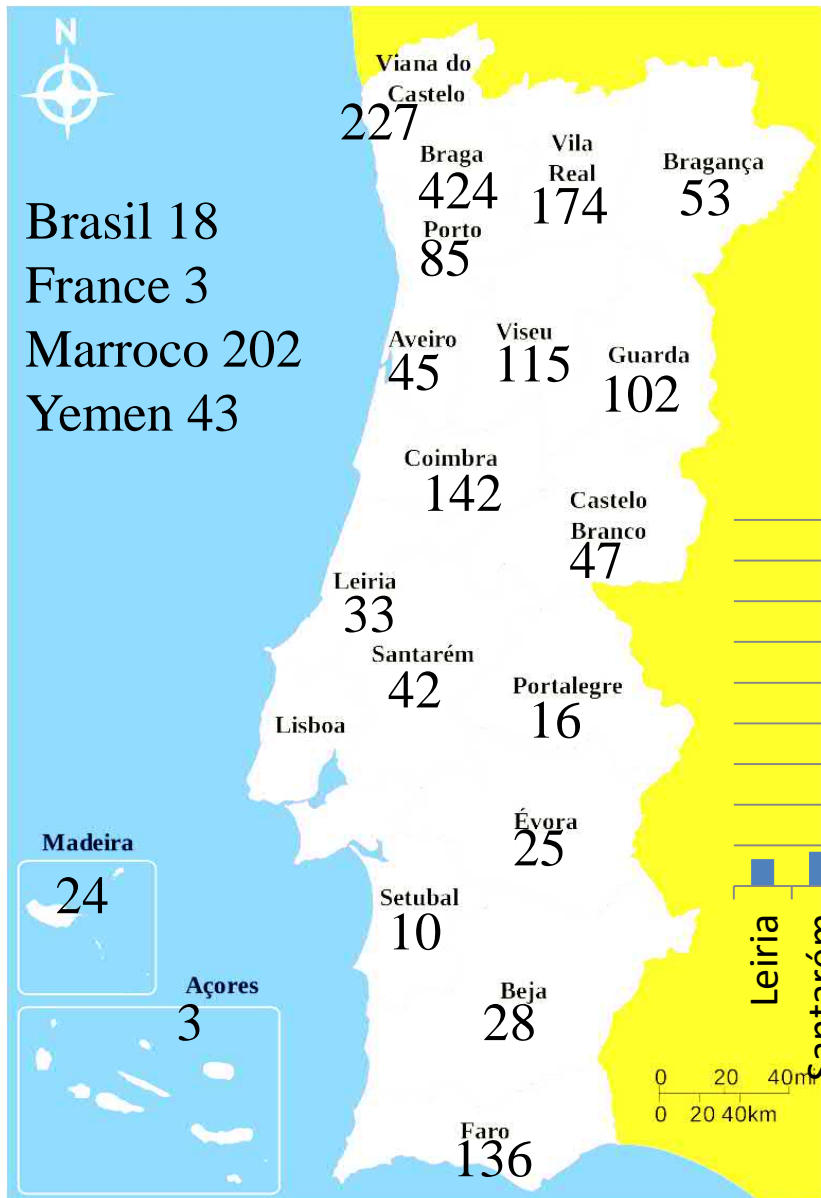 N
Viana do
Castelo
227
Braga
424
Vila
Real
174
Bragança
53
Porto
85
Brasil 18
France 3
Marroco 202
Yemen 43
Aveiro
45
Viseu
115
Guarda
102
Coimbra
142
Castelo
Branco
47
Leiria
33
Santarém
42
Portalegre
16
Lisboa
Évora
25
Madeira
24
Setubal
10
Açores
3
Beja
28
Faro
136
Leiria
Santarém
0 20 40mi
0 20 40km